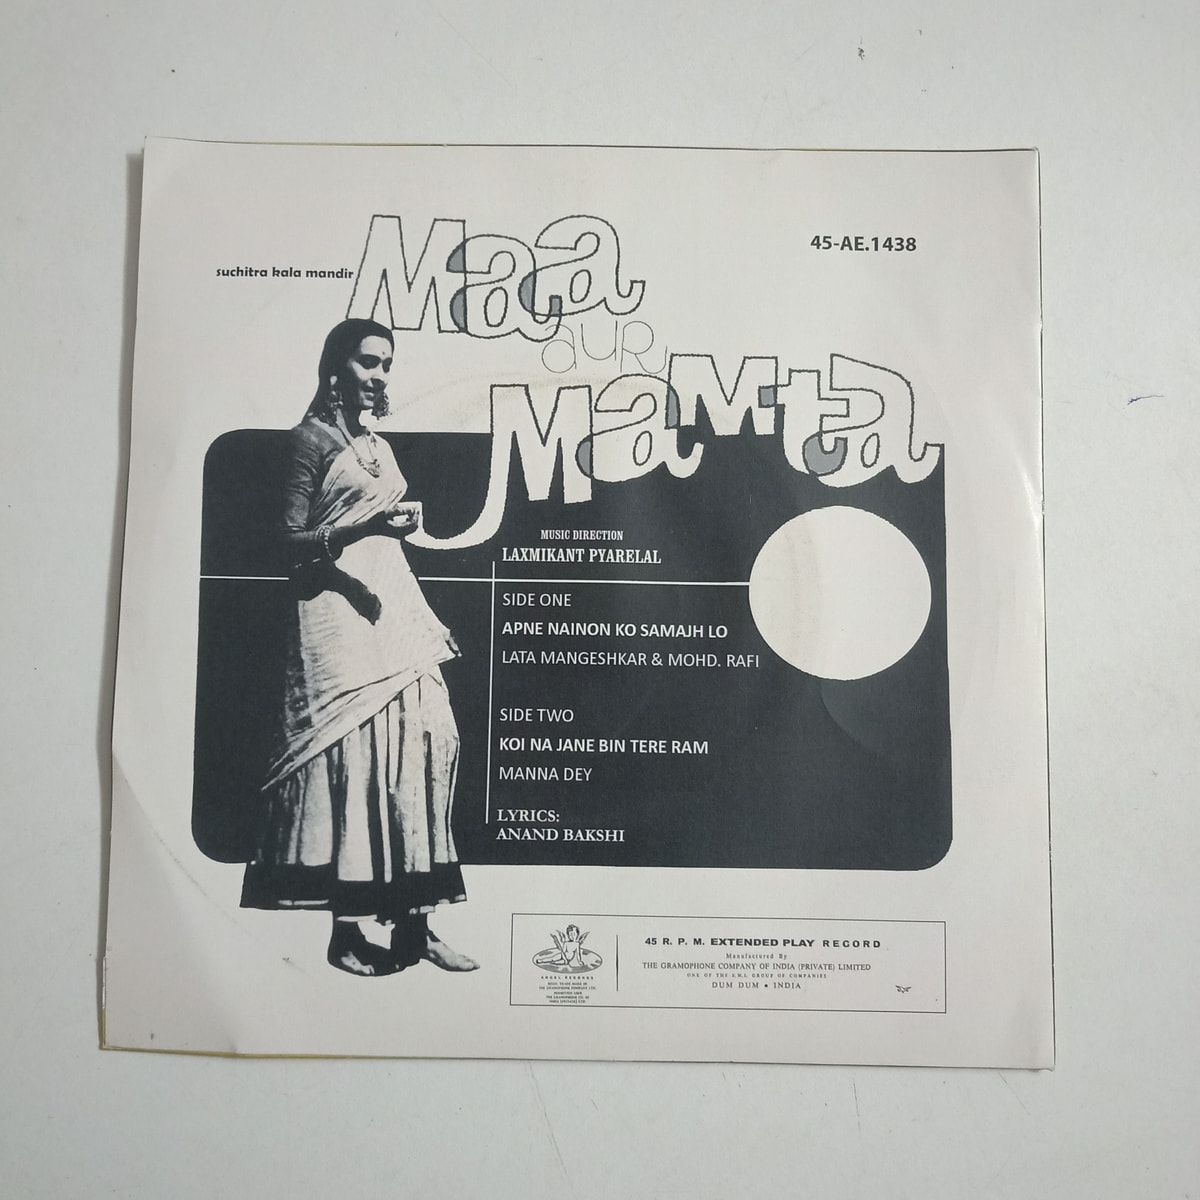 45-AE.1438
suchitra kala mandir
Maa
aur
Mamta
MUSIC DIRECTION
LAXMIKANT PYARELAL
SIDE ONE
APNE NAINON KO SAMAJH LO
LATA MANGESHKAR & MOHD. RAFI
SIDE TWO
KOI NA JANE BIN TERE RAM
MANNA DEY
LYRICS:
ANAND BAKSHI
ANGEL RECORDS
45 R. P. M. EXTENDED PLAY RECORD
Manufactured By
THE GRAMOPHONE COMPANY OF INDIA (PRIVATE) LIMITED
ONE OF THE E.M.I. GROUP OF COMPANIES
DUM DUM • INDIA